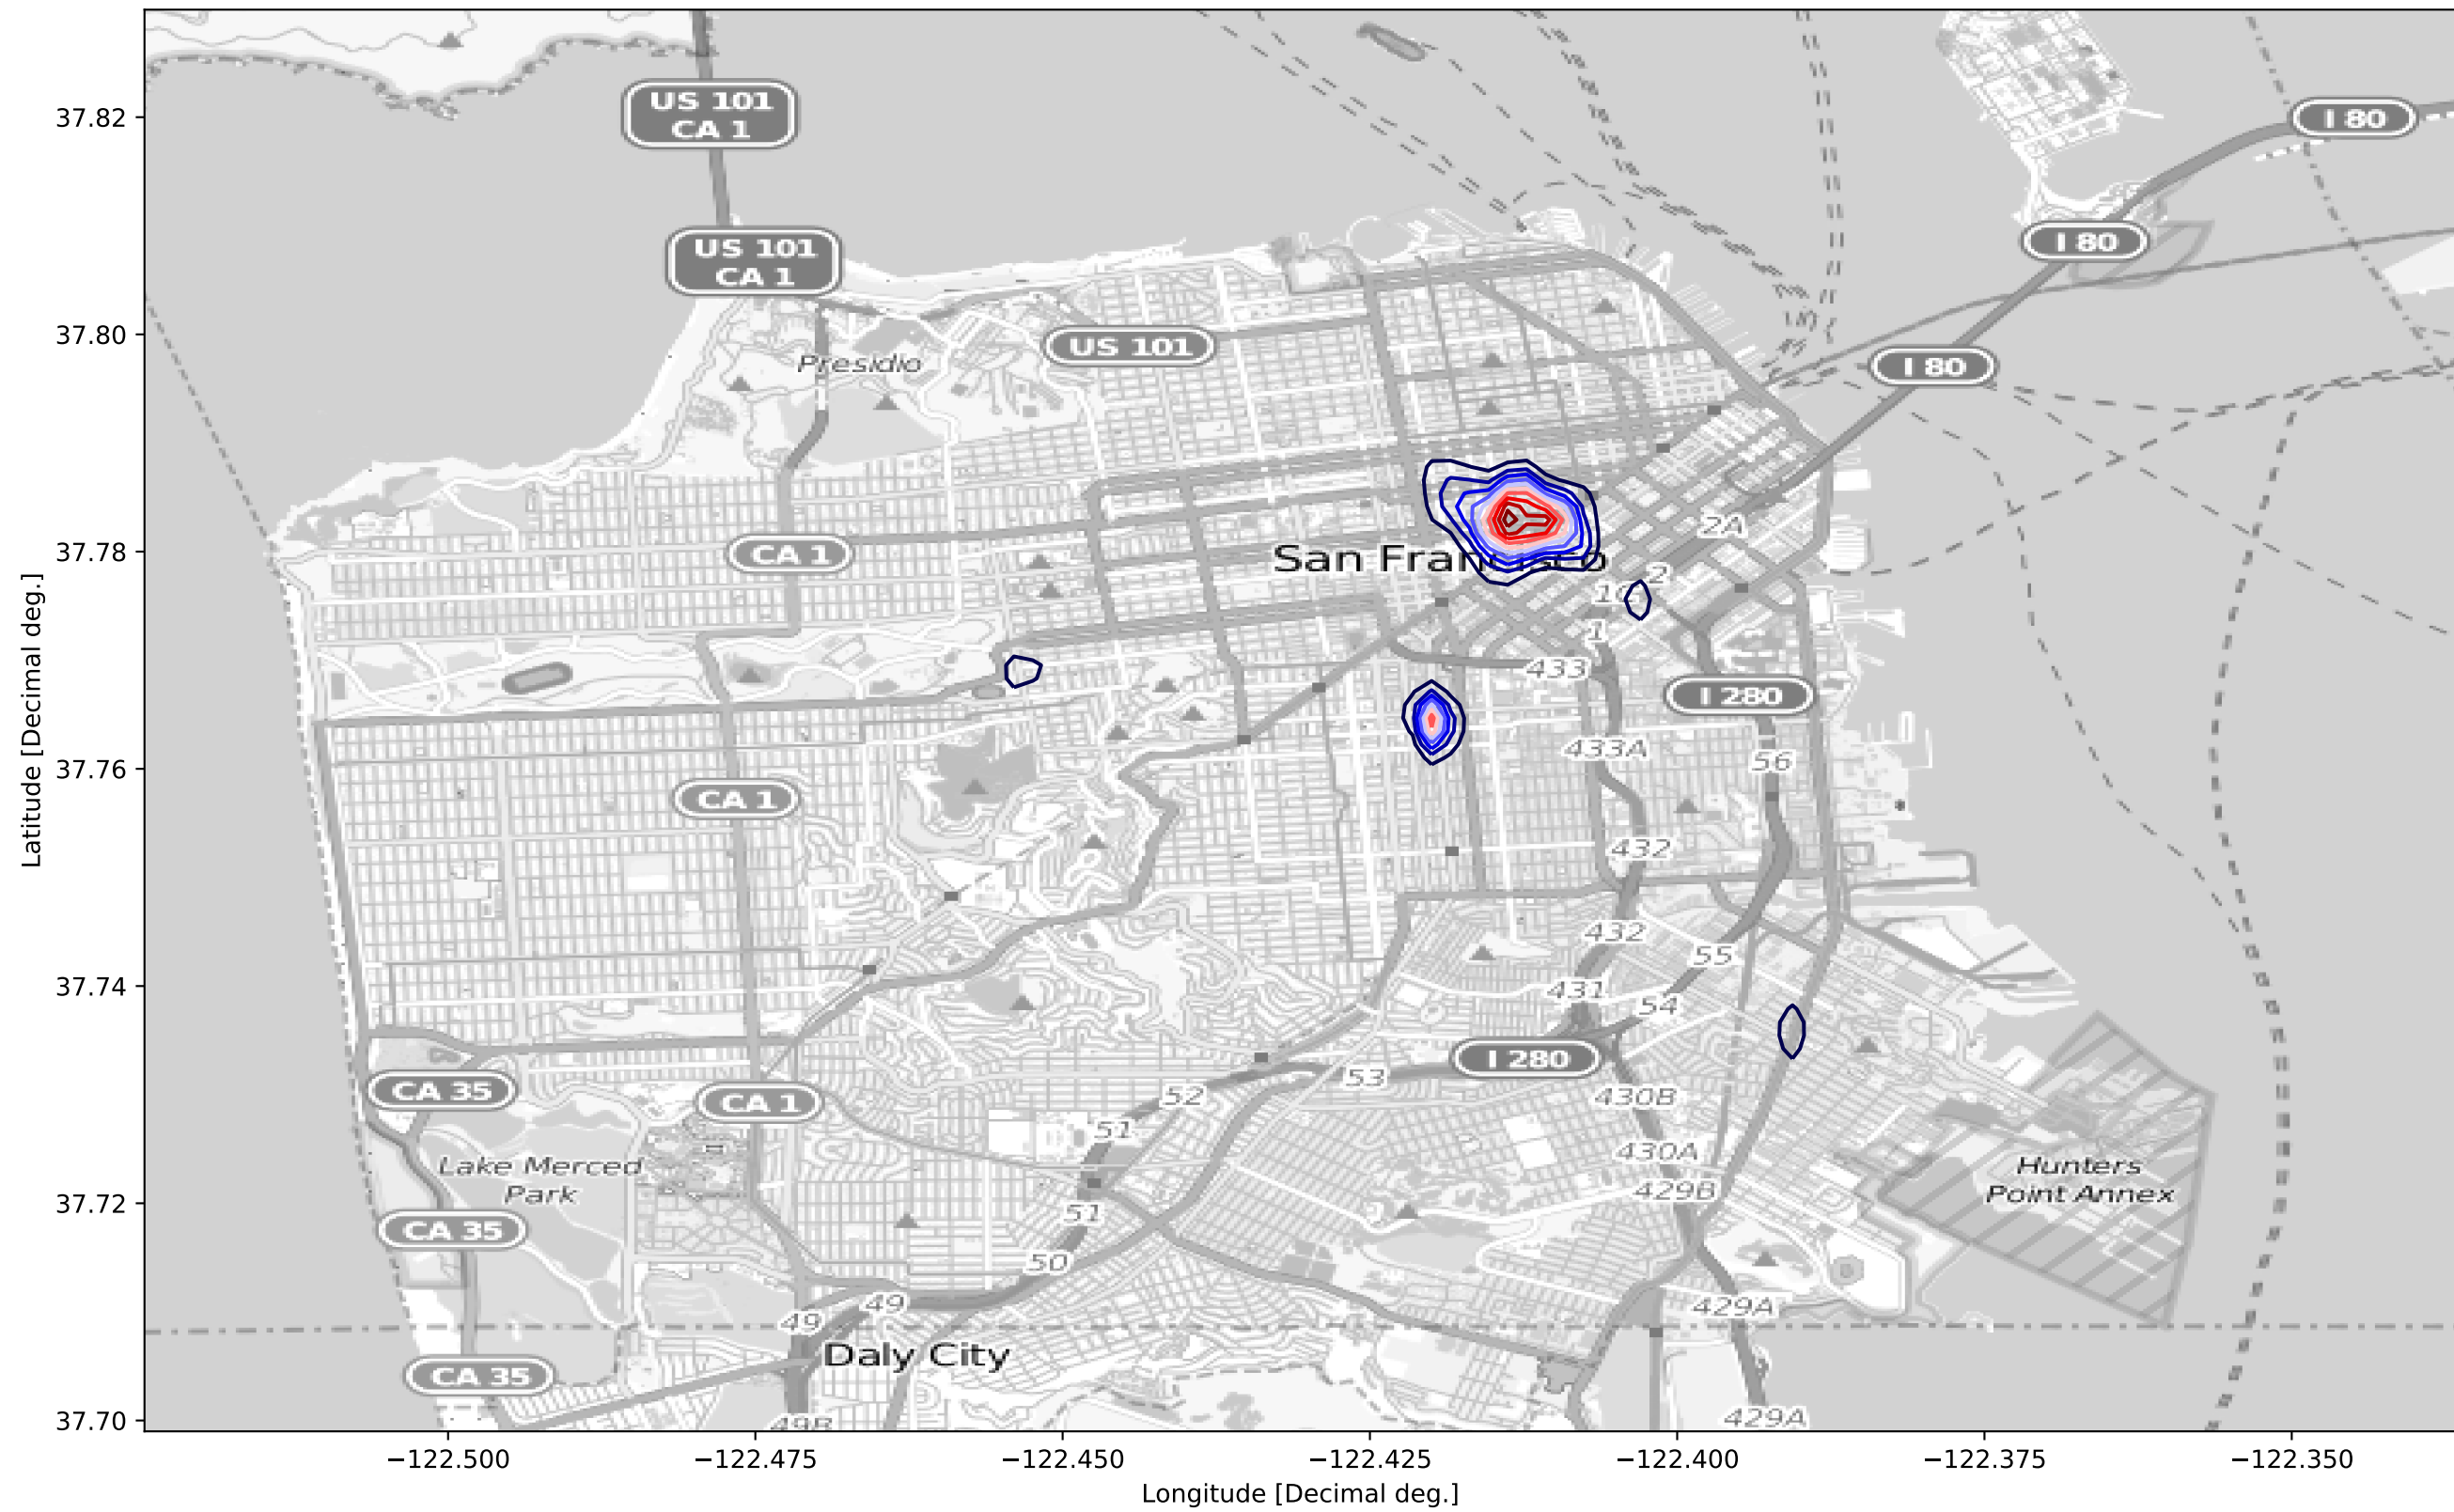 US 101
CA 1
US 101
CA 1
I 80
I 80
I 80
US 101
Presidio
CA 1
San Francisco
2A
2
1
433
I 280
433A
56
CA 1
432
432
55
431
54
I 280
53
52
51
430B
430A
429B
CA 35
CA 1
Lake Merced
Park
Hunters
Point Annex
CA 35
51
50
49
49
429A
Daly City
CA 35
49B
429A
37.82
37.80
37.78
37.76
37.74
37.72
37.70
Latitude [Decimal deg.]
−122.500
−122.475
−122.450
−122.425
−122.400
−122.375
−122.350
Longitude [Decimal deg.]